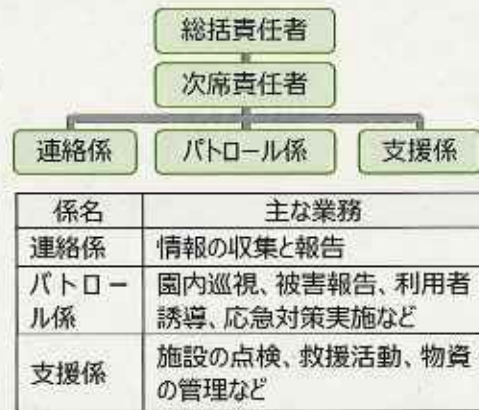 総括責任者
次席責任者
連絡係
パトロール係
支援係
係名
主な業務
連絡係
情報の収集と報告
パトロー
ル係
園内巡視、被害報告、利用者
誘導、応急対策実施など
支援係
施設の点検、救援活動、物資
の管理など